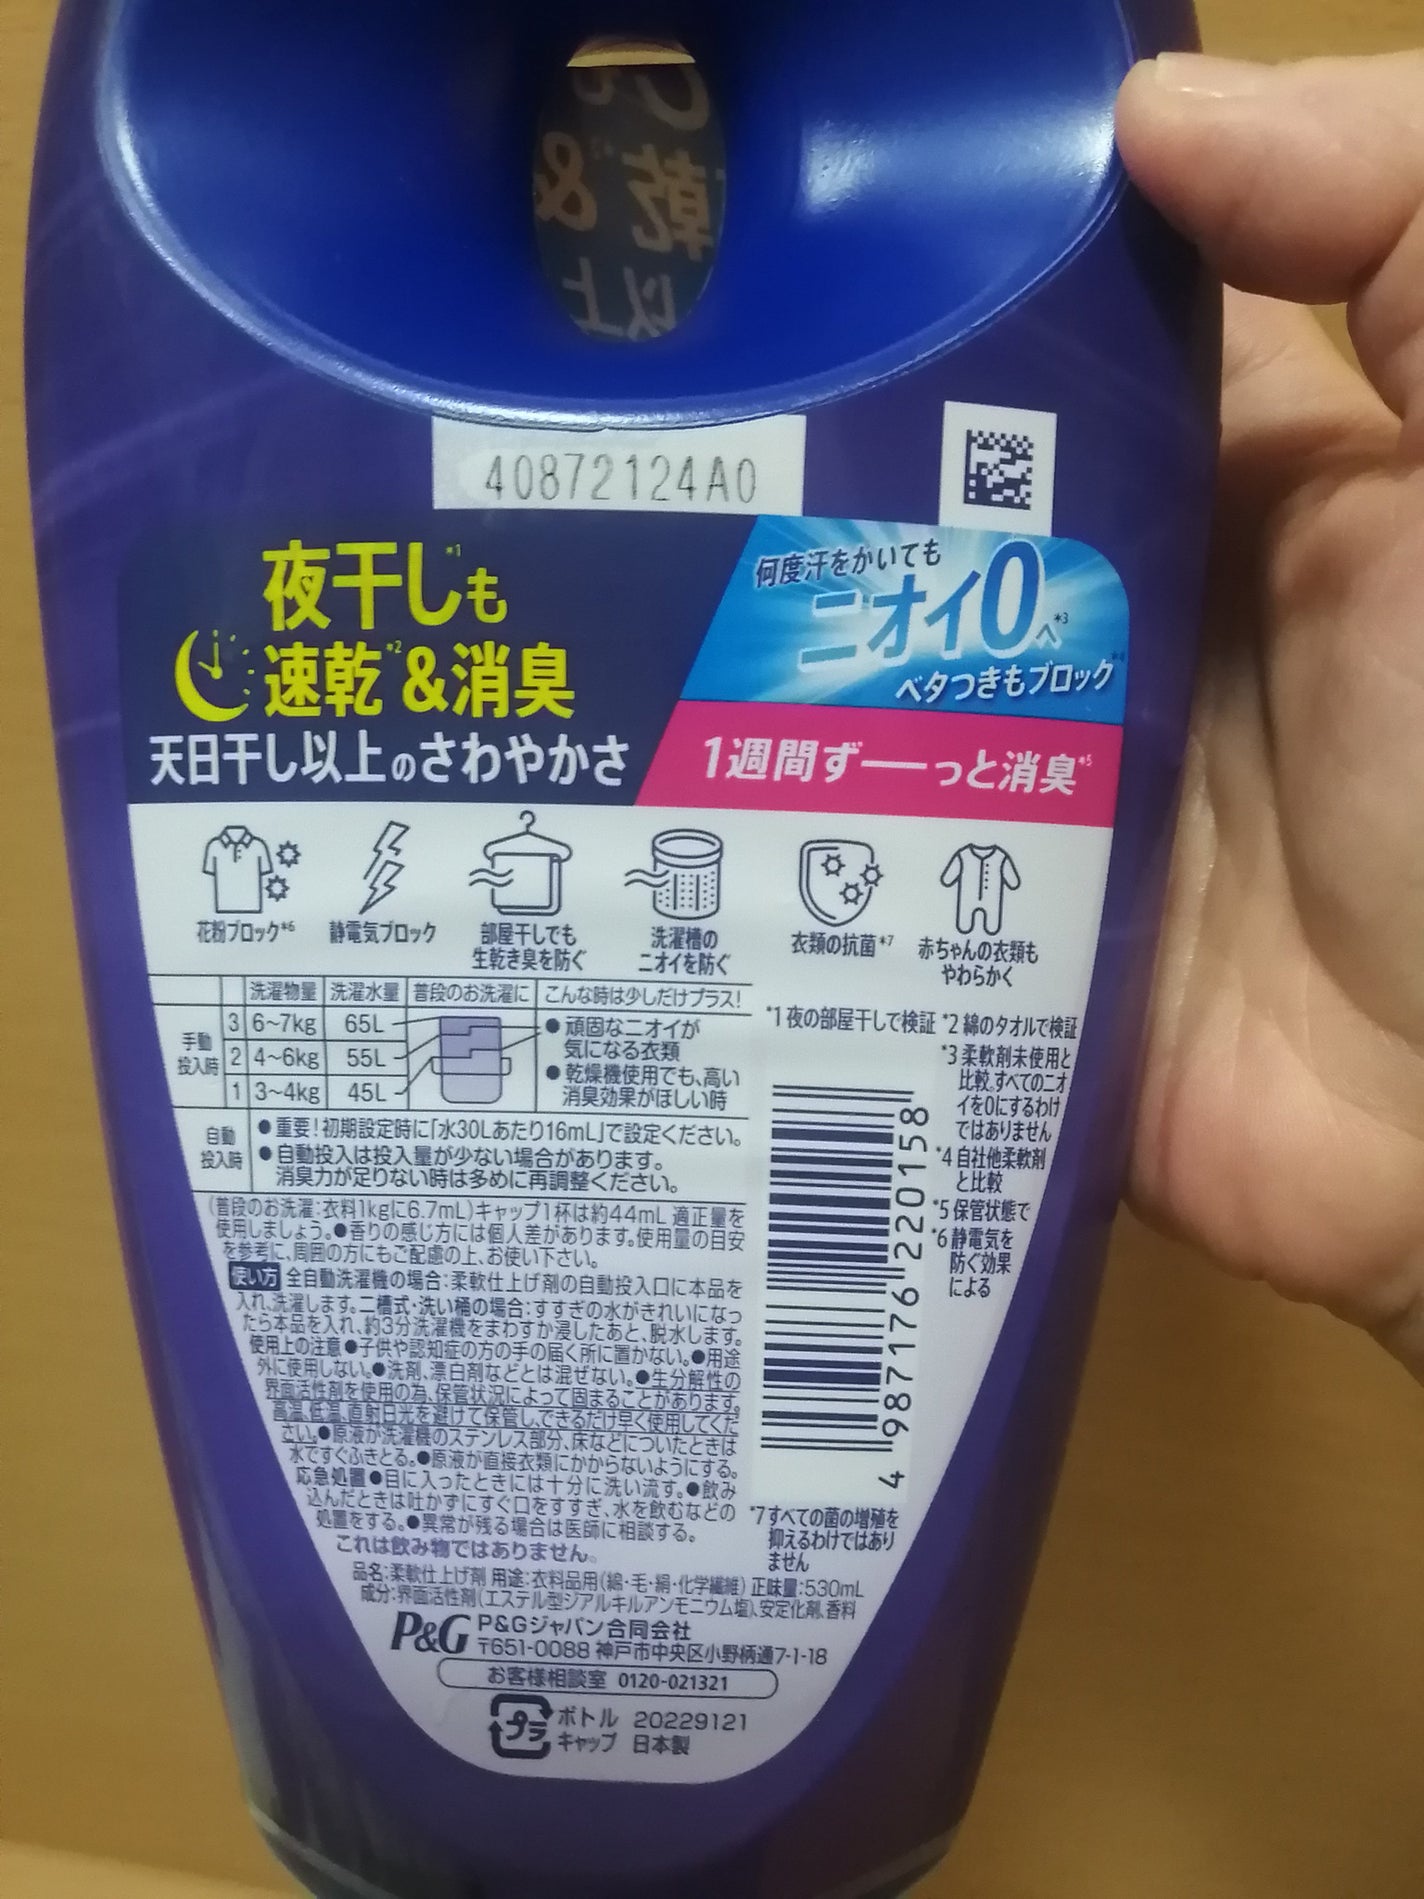 乾
&
以上
40872124A0
夜干し*1も
速乾*2&消臭
天日干し以上のさわやかさ
何度汗をかいても
ニオイ0へ*3
ベタつきもブロック*4
1週間ずーーっと消臭*5
花粉ブロック*6
静電気ブロック
部屋干しでも
生乾き臭を防ぐ
洗濯槽の
ニオイを防ぐ
衣類の抗菌*7
赤ちゃんの衣類も
やわらかく
洗濯物量 洗濯水量 普段のお洗濯に こんな時は少しだけプラス!
手動
投入時
3 6~7kg 65L
2 4~6kg 55L
1 3~4kg 45L
●頑固なニオイが
気になる衣類
●乾燥機使用でも、高い
消臭効果がほしい時
自動
投入時
●重要!初期設定時に「水30Lあたり16mL」で設定ください。
●自動投入は投入量が少ない場合があります。
消臭力が足りない時は多めに再調整ください。
(普段のお洗濯:衣料1kgに6.7mL)キャップ1杯は約44mL 適正量を
使用しましょう。●香りの感じ方には個人差があります。使用量の目安
を参考に、周囲の方にもご配慮の上、お使い下さい。
使い方 全自動洗濯機の場合:柔軟仕上げ剤の自動投入口に本品を
入れ、洗濯します。二槽式・洗い桶の場合:すすぎの水がきれいになっ
たら本品を入れ、約3分洗濯機をまわすか浸したあと、脱水します。
使用上の注意●子供や認知症の方の手の届く所に置かない。●用途
外に使用しない。●洗剤、漂白剤などとは混ぜない。●生分解性の
界面活性剤を使用の為、保管状況によって固まることがあります。
高温、低温、直射日光を避けて保管し、できるだけ早く使用してくだ
さい。●原液が洗濯機のステンレス部分、床などについたときは
水ですぐふきとる。●原液が直接衣類にかからないようにする。
応急処置●目に入ったときには十分に洗い流す。●飲み
込んだときは吐かずにすぐ口をすすぎ、水を飲むなどの
処置をする。●異常が残る場合は医師に相談する。
これは飲み物ではありません。
*1 夜の部屋干しで検証 *2 綿のタオルで検証
*3 柔軟剤未使用と
比較。すべてのニオ
イを0にするわけ
ではありません
*4 自社他柔軟剤
と比較
*5 保管状態で
*6 静電気を
防ぐ効果
による
4 987176 220158
*7 すべての菌の増殖を
抑えるわけではあり
ません
品名:柔軟仕上げ剤 用途:衣料品用(綿・毛・絹・化学繊維) 正味量:530mL
成分:界面活性剤(エステル型ジアルキルアンモニウム塩)、安定化剤、香料
P&G P&Gジャパン合同会社
〒651-0088 神戸市中央区小野柄通7-1-18
お客様相談室 0120-021321
プラ ボトル 20229121
キャップ 日本製